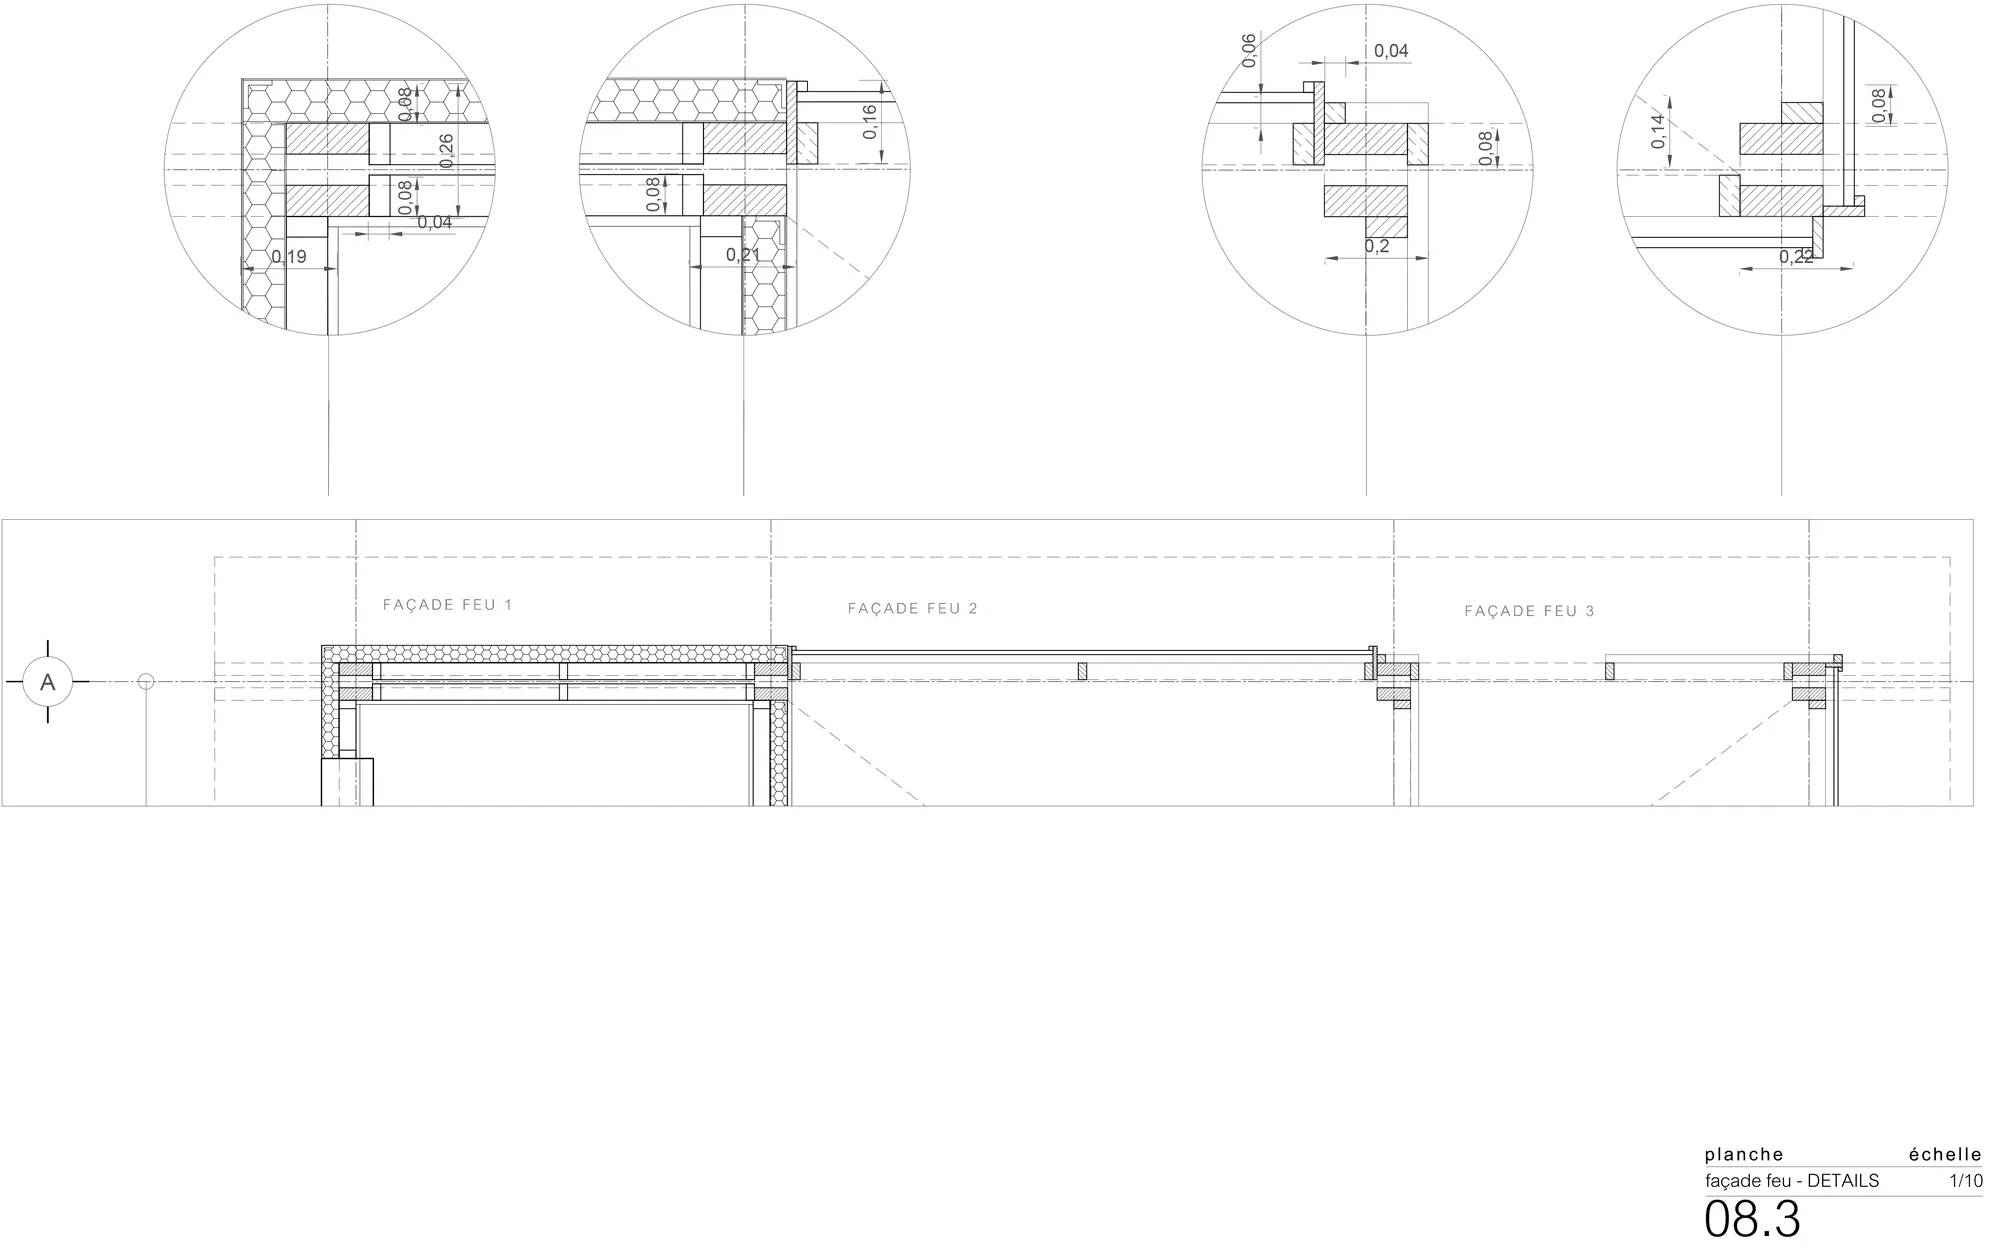 0,08
0,26
0,08
0,04
0,19
0,16
0,08
0,21
0,06
0,04
0,08
0,2
0,08
0,14
0,22
FAÇADE FEU 1
FAÇADE FEU 2
FAÇADE FEU 3
A
planche échelle
façade feu - DETAILS 1/10
08.3